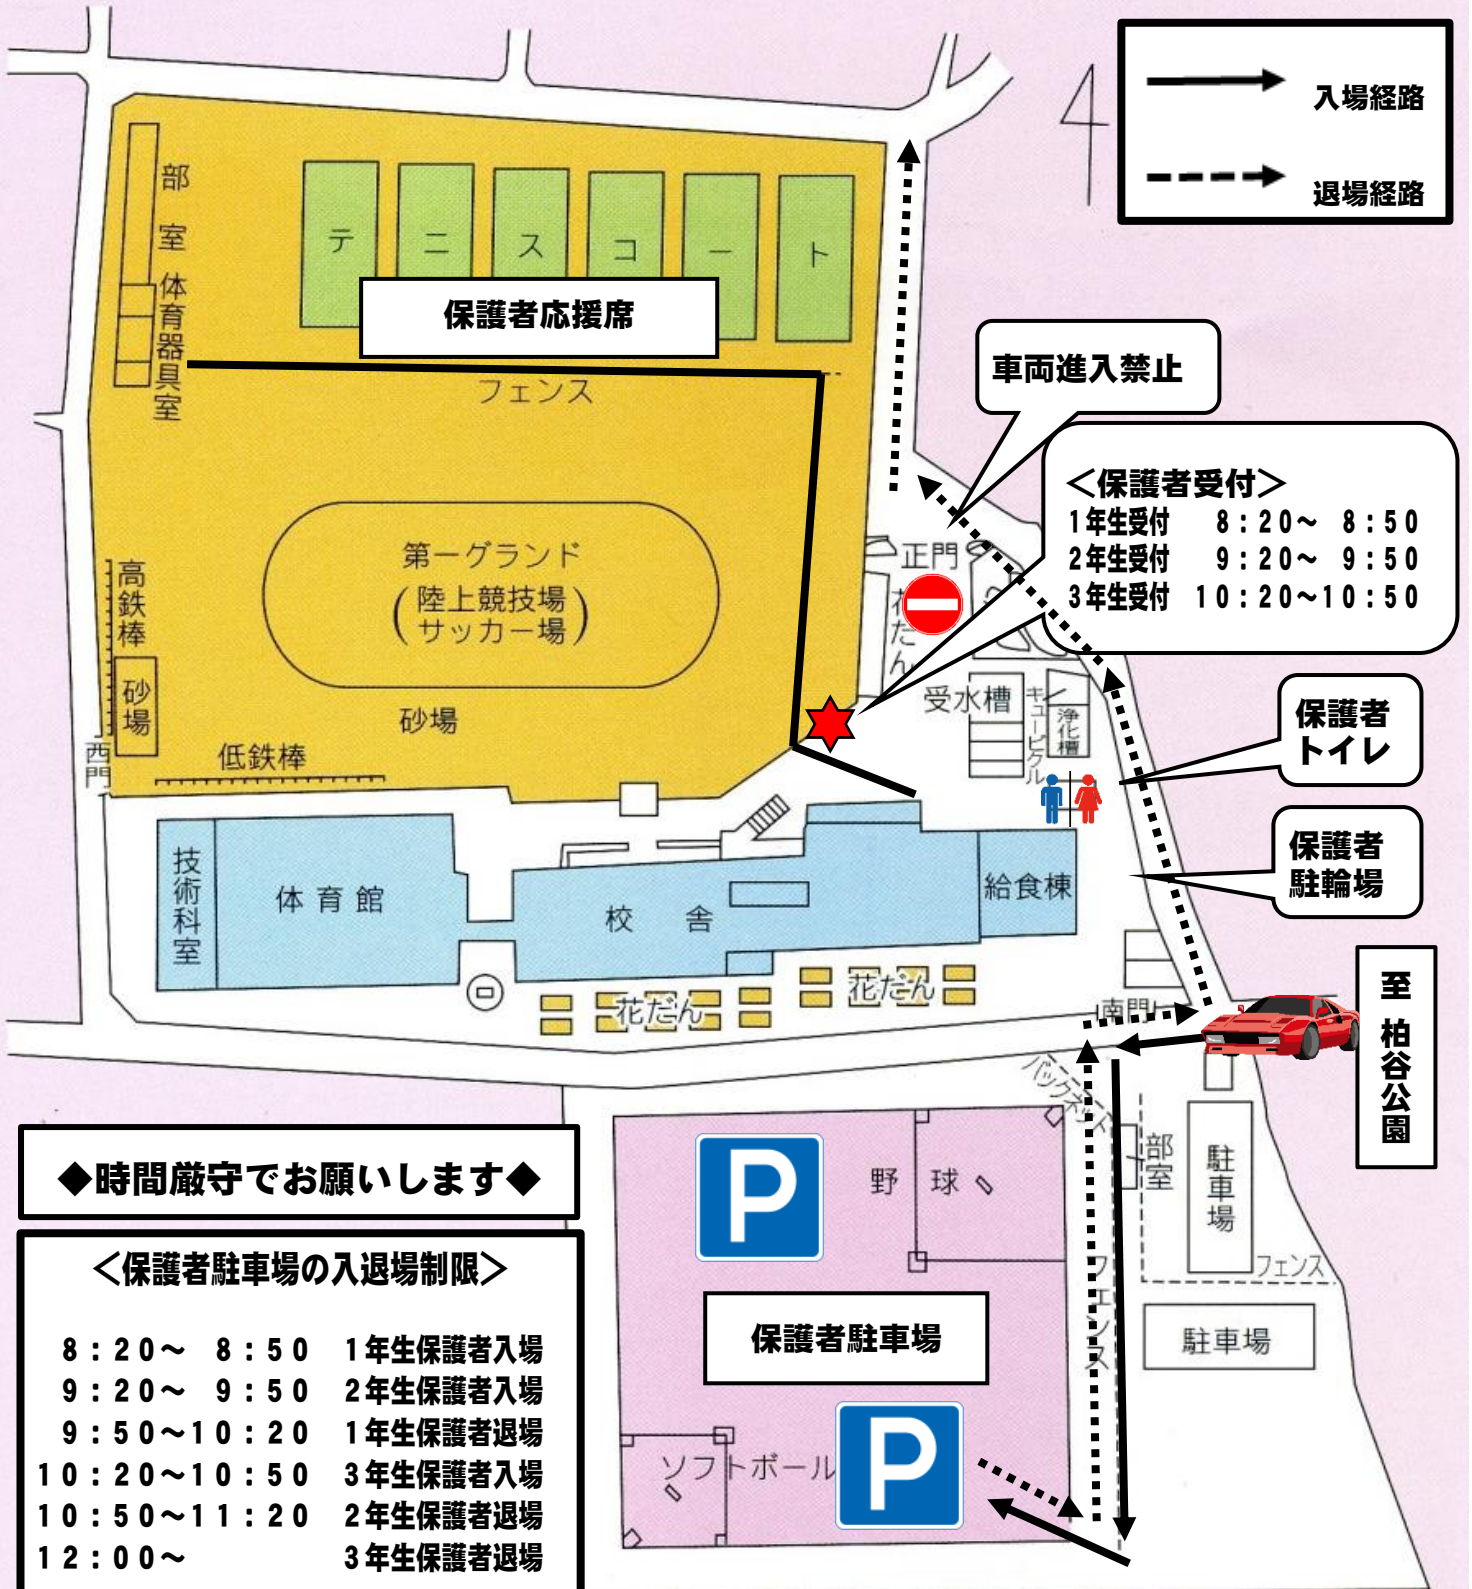 入場経路
退場経路
部室
体育器具室
テニスコート
保護者応援席
フェンス
車両進入禁止
＜保護者受付＞
1年生受付　8：20～ 8：50
2年生受付　9：20～ 9：50
3年生受付　10：20～10：50
第一グランド
（陸上競技場
サッカー場）
正門
花だん
高鉄棒
砂場
砂場
低鉄棒
西門
受水槽
キュービクル
浄化槽
保護者
トイレ
保護者
駐輪場
技術科室
体育館
校舎
給食棟
花だん
花だん
南門
至 柏谷公園
バックネット
部室
駐車場
フェンス
フェンス
駐車場
野球
P
保護者駐車場
ソフトボール
P
◆時間厳守でお願いします◆
＜保護者駐車場の入退場制限＞
8：20～ 8：50　1年生保護者入場
9：20～ 9：50　2年生保護者入場
9：50～10：20　1年生保護者退場
10：20～10：50　3年生保護者入場
10：50～11：20　2年生保護者退場
12：00～　3年生保護者退場